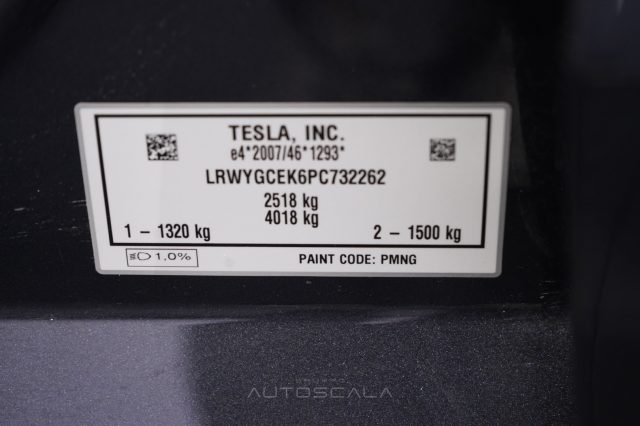 TESLA, INC.
e4*2007/46*1293*
LRWYGCEK6PC732262
2518 kg
4018 kg
1 – 1320 kg 2 – 1500 kg
1,0% PAINT CODE: PMNG
GRUPPO
AUTOSCALA